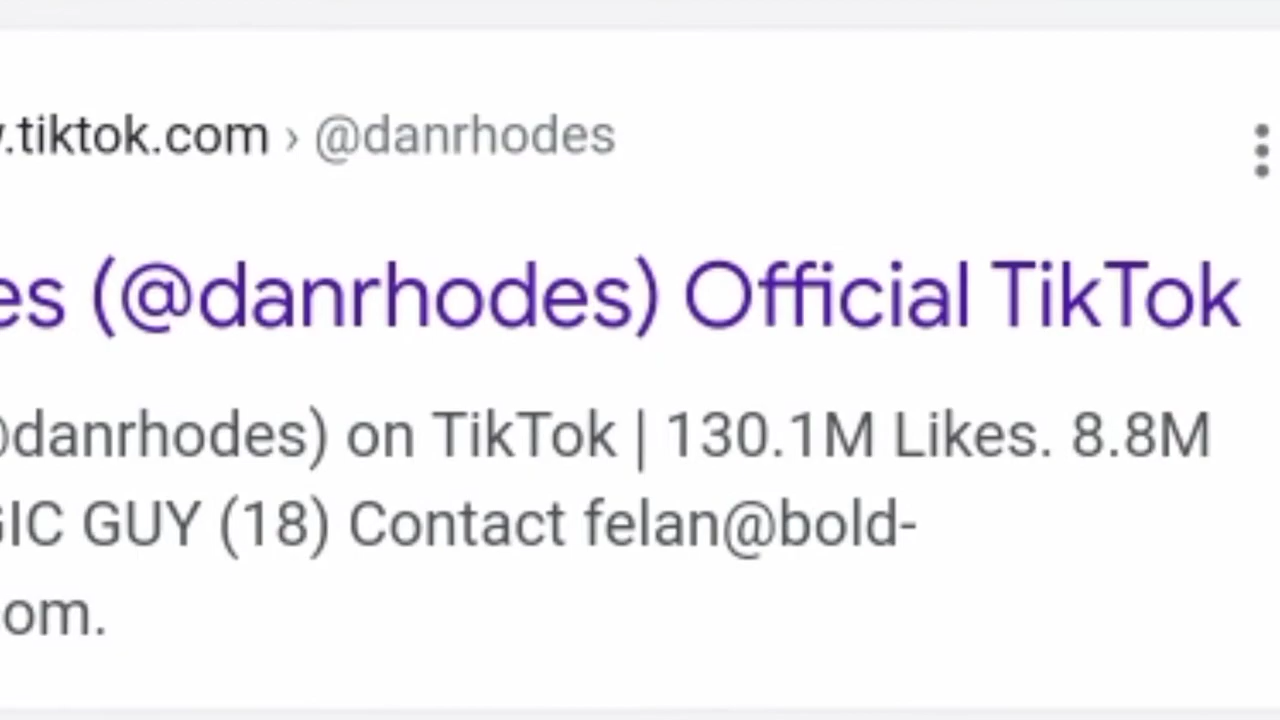 .tiktok.com › @danrhodes
es (@danrhodes) Official TikTok
@danrhodes) on TikTok | 130.1M Likes. 8.8M
GIC GUY (18) Contact felan@bold-
om.